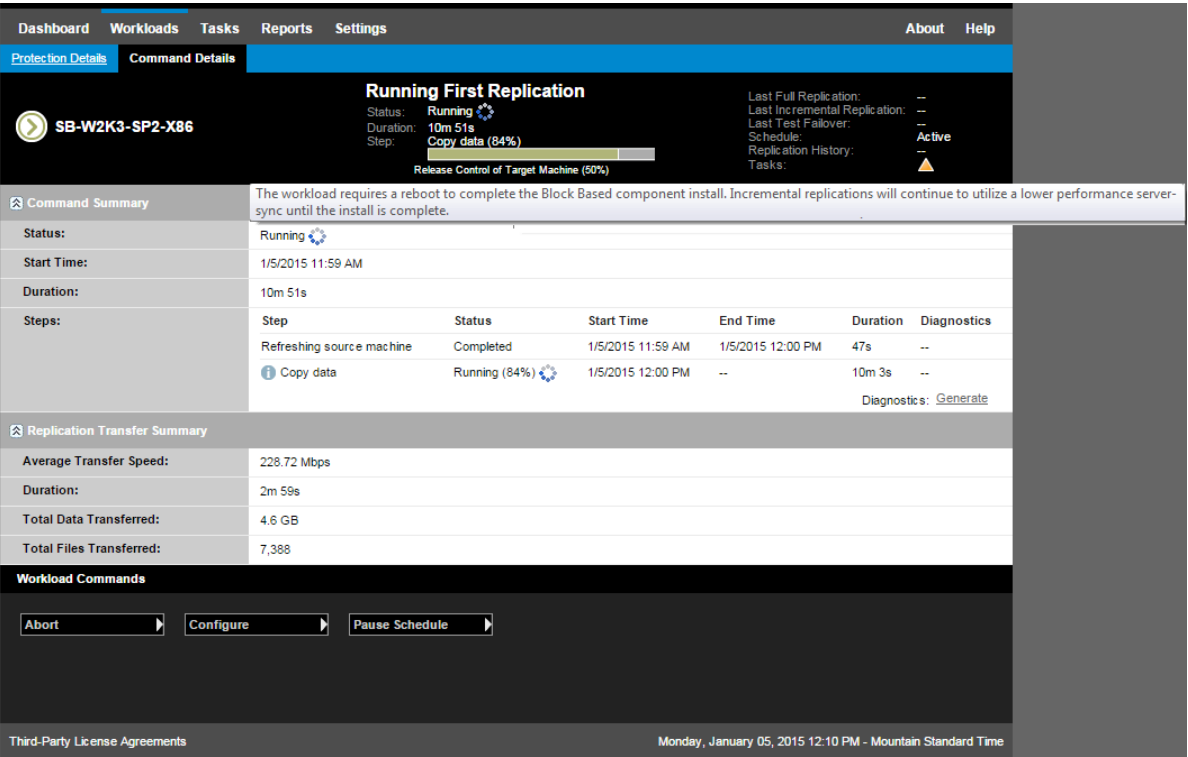 Dashboard Workloads Tasks Reports Settings About Help
Protection Details Command Details
SB-W2K3-SP2-X86
Running First Replication
Status: Running
Duration: 10m 51s
Step: Copy data (84%)
Release Control of Target Machine (50%)
Last Full Replication: --
Last Incremental Replication: --
Last Test Failover: --
Schedule: Active
Replication History: --
Tasks:
The workload requires a reboot to complete the Block Based component install. Incremental replications will continue to utilize a lower performance server-
sync until the install is complete.
Command Summary
Status: Running
Start Time: 1/5/2015 11:59 AM
Duration: 10m 51s
Steps: Step Status Start Time End Time Duration Diagnostics
Refreshing source machine Completed 1/5/2015 11:59 AM 1/5/2015 12:00 PM 47s --
Copy data Running (84%) 1/5/2015 12:00 PM -- 10m 3s --
Diagnostics: Generate
Replication Transfer Summary
Average Transfer Speed: 228.72 Mbps
Duration: 2m 59s
Total Data Transferred: 4.6 GB
Total Files Transferred: 7,388
Workload Commands
Abort Configure Pause Schedule
Third-Party License Agreements Monday, January 05, 2015 12:10 PM - Mountain Standard Time